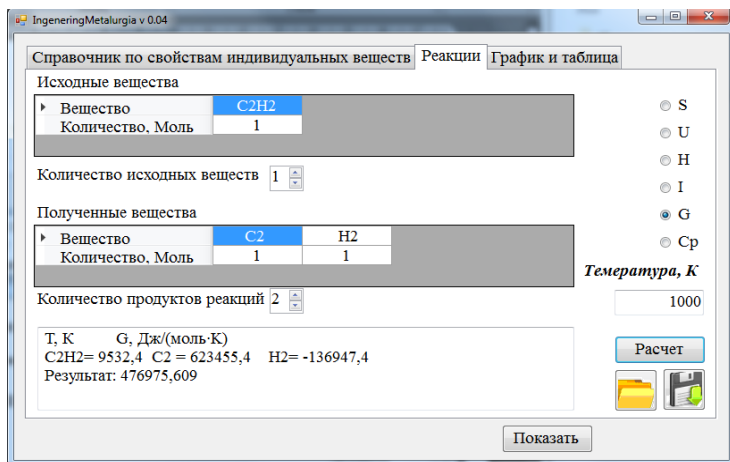 IngeneringMetalurgia v 0.04
Справочник по свойствам индивидуальных веществ Реакции График и таблица
Исходные вещества
Вещество C2H2
Количество, Моль 1
Количество исходных веществ 1
Полученные вещества
Вещество C2 H2
Количество, Моль 1 1
Количество продуктов реакций 2
T, K G, Дж/(моль·K)
C2H2= 9532,4 C2 = 623455,4 H2= -136947,4
Результат: 476975,609
S
U
H
I
G
Cp
Темература, К
1000
Расчет
Показать